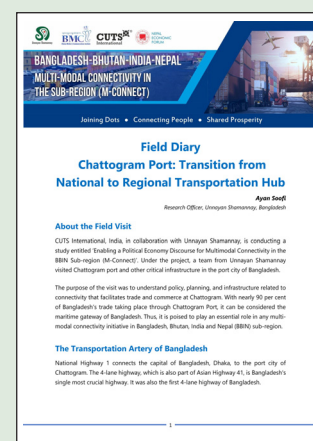 BMC
CUTS
International
NEPAL
ECONOMIC
FORUM
BANGLADESH-BHUTAN-INDIA-NEPAL
MULTI-MODAL CONNECTIVITY IN
THE SUB-REGION (M-CONNECT)
Joining Dots ● Connecting People ● Shared Prosperity
Field Diary
Chattogram Port: Transition from
National to Regional Transportation Hub
Ayan Soofi
Research Officer, Unnayan Shamannay, Bangladesh
About the Field Visit
CUTS International, India, in collaboration with Unnayan Shamannay, is conducting a
study entitled 'Enabling a Political Economy Discourse for Multimodal Connectivity in the
BBIN Sub-region (M-Connect)'. Under the project, a team from Unnayan Shamannay
visited Chattogram port and other critical infrastructure in the port city of Bangladesh.
The purpose of the visit was to understand policy, planning, and infrastructure related to
connectivity that facilitates trade and commerce at Chattogram. With nearly 90 per cent
of Bangladesh's trade taking place through Chattogram Port, it can be considered the
maritime gateway of Bangladesh. Thus, it is poised to play an essential role in any multi-
modal connectivity initiative in Bangladesh, Bhutan, India and Nepal (BBIN) sub-region.
The Transportation Artery of Bangladesh
National Highway 1 connects the capital of Bangladesh, Dhaka, to the port city of
Chattogram. The 4-lane highway, which is also part of Asian Highway 41, is Bangladesh's
single most crucial highway. It was also the first 4-lane highway of Bangladesh.
1